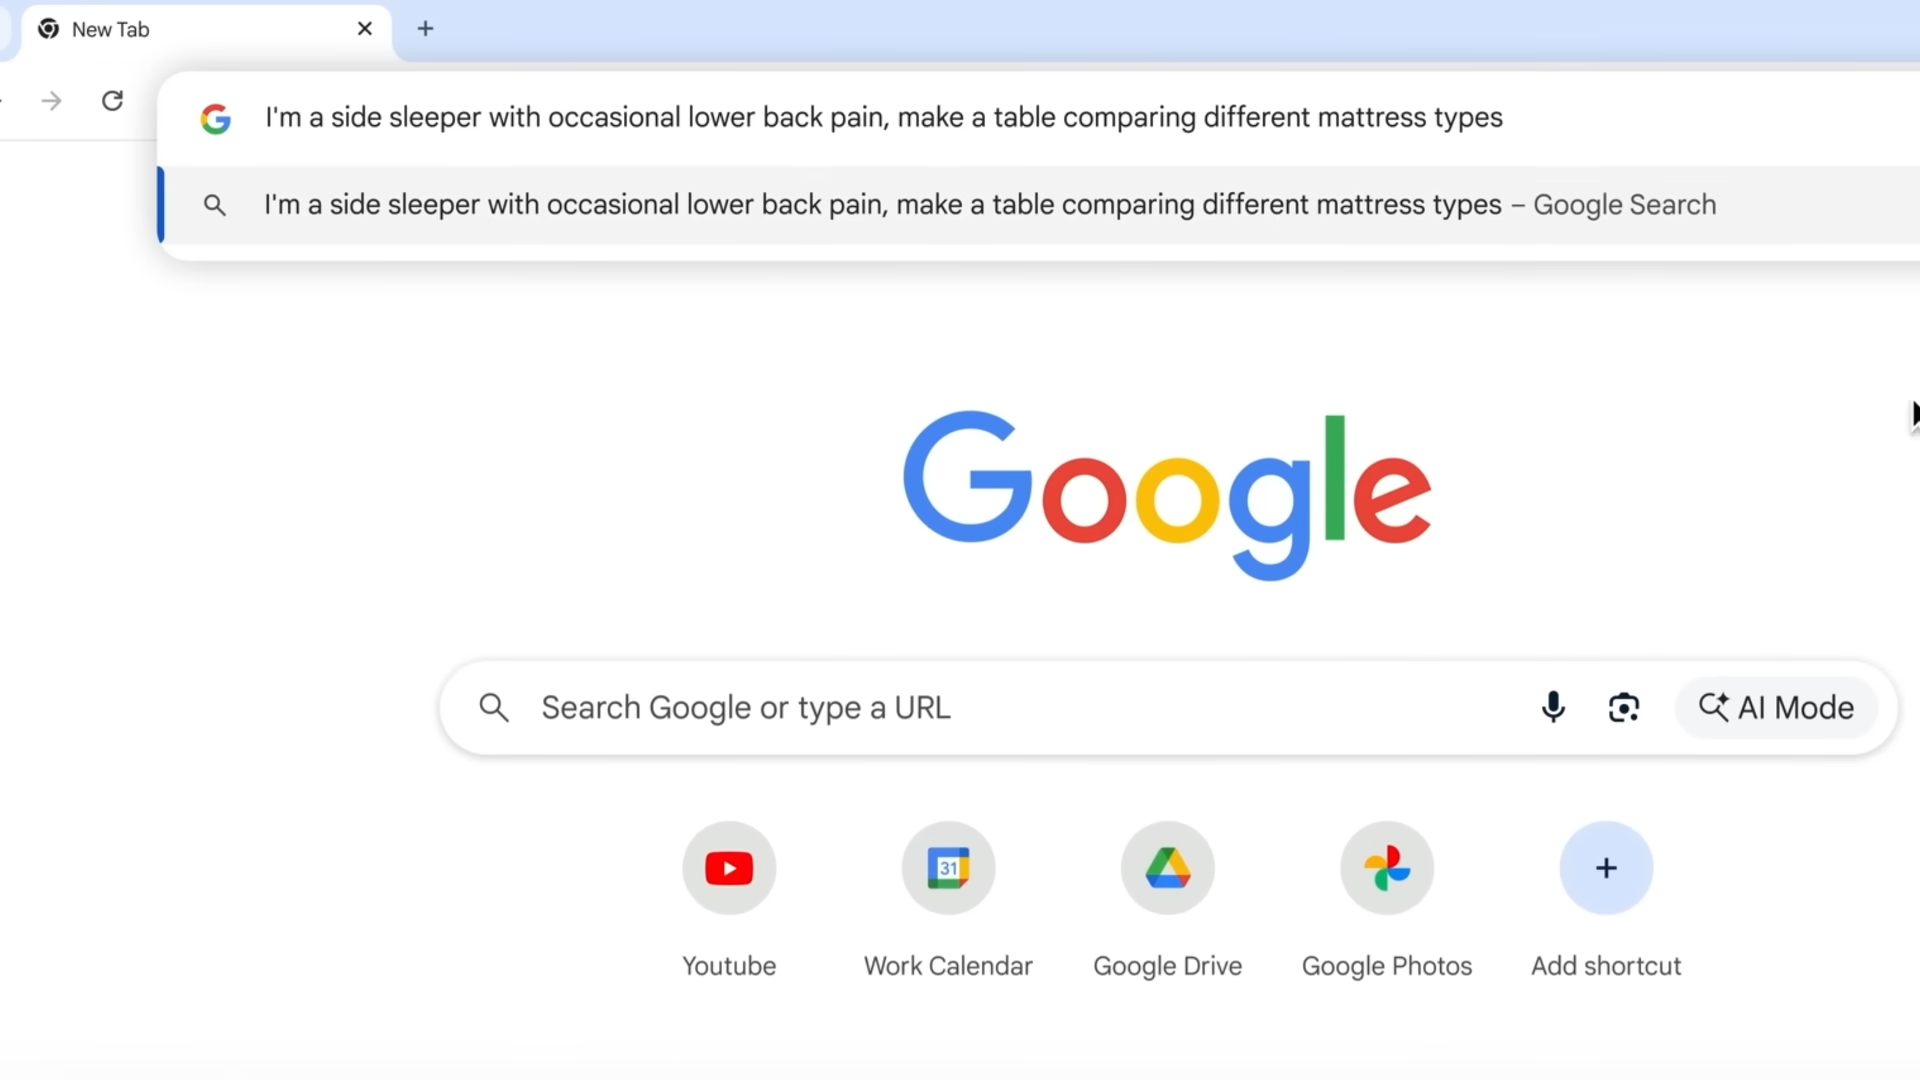 New Tab
I'm a side sleeper with occasional lower back pain, make a table comparing different mattress types
I'm a side sleeper with occasional lower back pain, make a table comparing different mattress types – Google Search
Google
Search Google or type a URL
AI Mode
31
Youtube
Work Calendar
Google Drive
Google Photos
Add shortcut